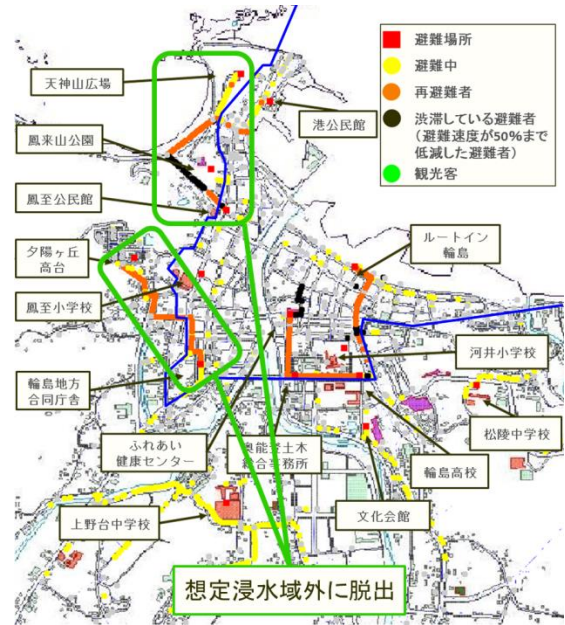 避難場所
避難中
再避難者
渋滞している避難者
（避難速度が50%まで
低減した避難者）
観光客
天神山広場
港公民館
鳳来山公園
鳳至公民館
夕陽ヶ丘
高台
ルートイン
輪島
鳳至小学校
河井小学校
輪島地方
合同庁舎
松陵中学校
ふれあい
健康センター
奥能登土木
総合事務所
輪島高校
上野台中学校
文化会館
想定浸水域外に脱出